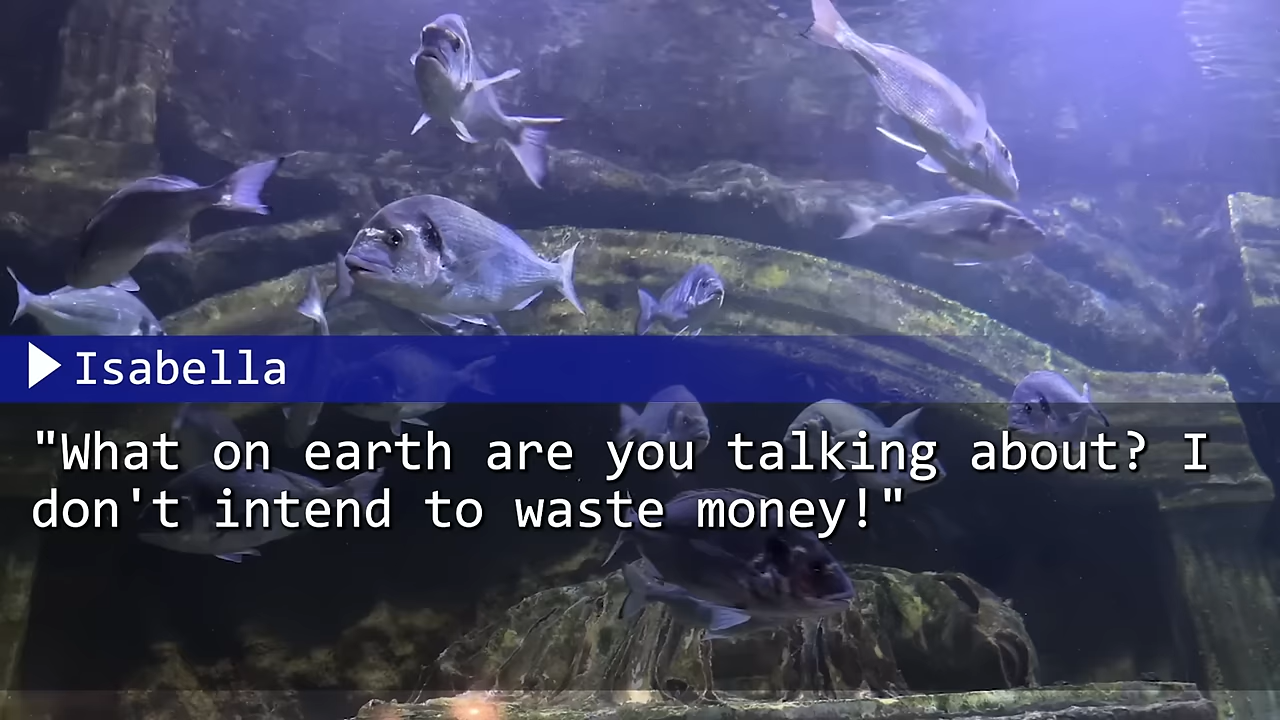 Isabella
"What on earth are you talking about? I
don't intend to waste money!"